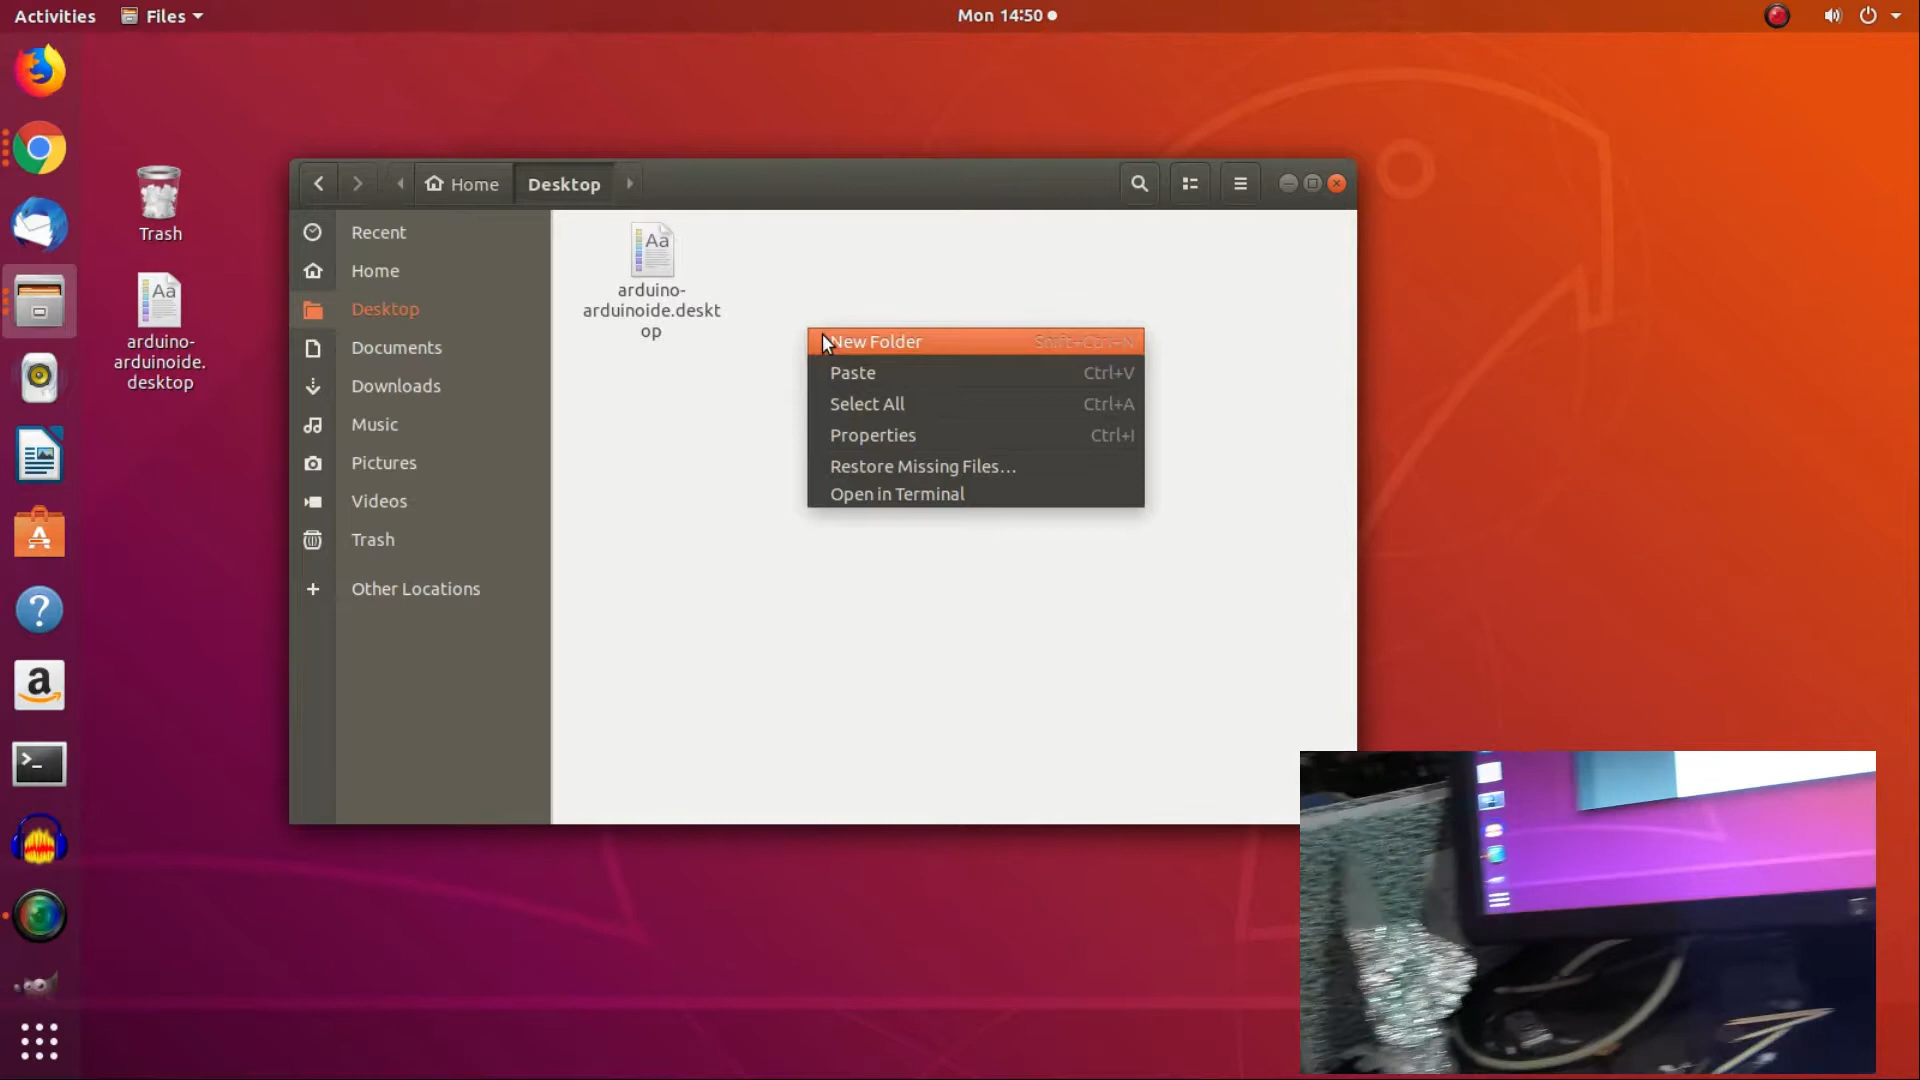 Activities
Files
Mon 14:50
Trash
arduino-
arduinoide.
desktop
Home
Desktop
Recent
Home
Desktop
Documents
Downloads
Music
Pictures
Videos
Trash
Other Locations
arduino-
arduinoide.deskt
op
New Folder Shift+Ctrl+N
Paste Ctrl+V
Select All Ctrl+A
Properties Ctrl+I
Restore Missing Files…
Open in Terminal